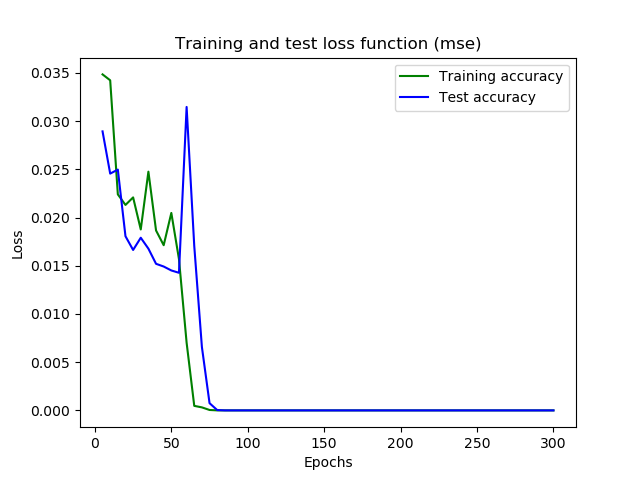 Training and test loss function (mse)
Training accuracy
Test accuracy
0.035
0.030
0.025
0.020
0.015
0.010
0.005
0.000
Loss
0 50 100 150 200 250 300
Epochs